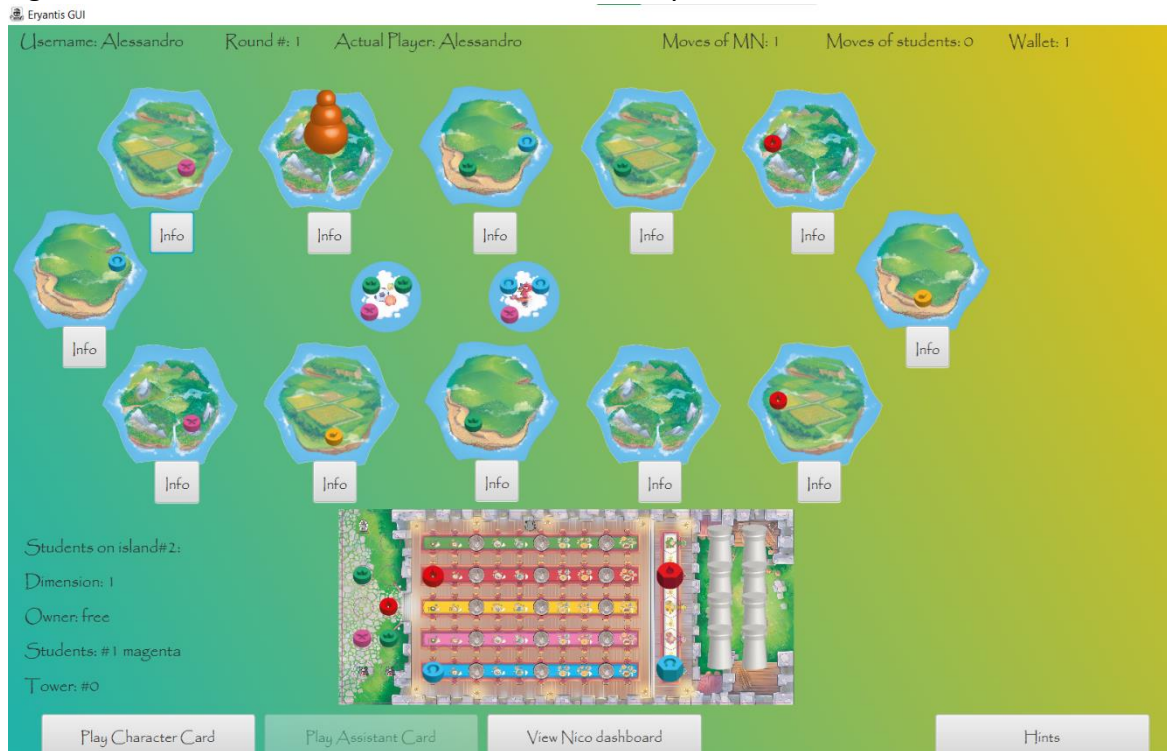 Eryantis GUI
Username: Alessandro Round #: 1 Actual Player: Alessandro Moves of MN: 1 Moves of students: 0 Wallet: 1
Info Info Info Info Info
Info Info
Info Info Info Info Info
Students on island#2:
Dimension: 1
Owner: free
Students: #1 magenta
Tower: #0
Play Character Card Play Assistant Card View Nico dashboard Hints